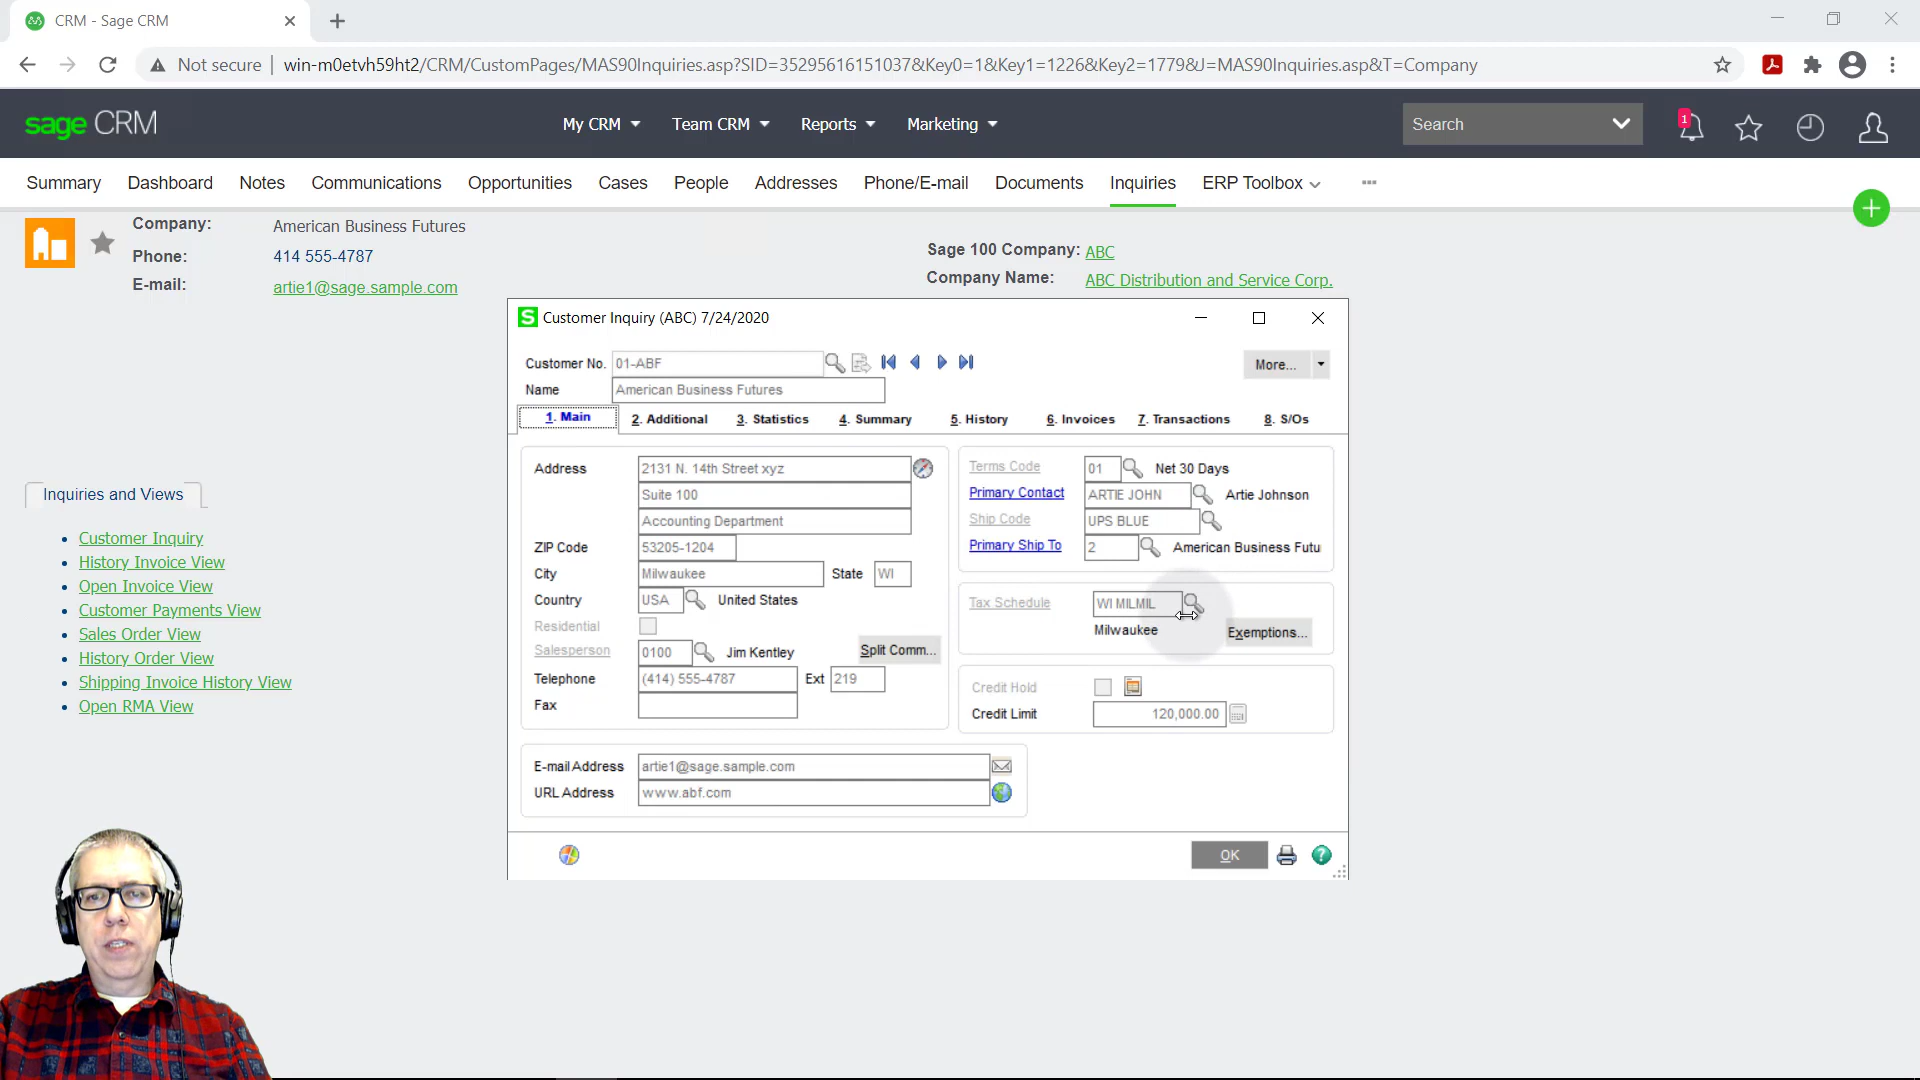 CRM - Sage CRM
Not secure | win-m0etvh59ht2/CRM/CustomPages/MAS90Inquiries.asp?SID=35295616151037&Key0=1&Key1=1226&Key2=1779&J=MAS90Inquiries.asp&T=Company
sage CRM My CRM Team CRM Reports Marketing Search 1
Summary Dashboard Notes Communications Opportunities Cases People Addresses Phone/E-mail Documents Inquiries ERP Toolbox
Company: American Business Futures
Phone: 414 555-4787
E-mail: artie1@sage.sample.com
Sage 100 Company: ABC
Company Name: ABC Distribution and Service Corp.
Inquiries and Views
Customer Inquiry
History Invoice View
Open Invoice View
Customer Payments View
Sales Order View
History Order View
Shipping Invoice History View
Open RMA View
S Customer Inquiry (ABC) 7/24/2020
Customer No. 01-ABF More...
Name American Business Futures
1. Main 2. Additional 3. Statistics 4. Summary 5. History 6. Invoices 7. Transactions 8. S/Os
Address 2131 N. 14th Street xyz
Suite 100
Accounting Department
ZIP Code 53205-1204
City Milwaukee State WI
Country USA United States
Residential
Salesperson 0100 Jim Kentley Split Comm...
Telephone (414) 555-4787 Ext 219
Fax
Terms Code 01 Net 30 Days
Primary Contact ARTIE JOHN Artie Johnson
Ship Code UPS BLUE
Primary Ship To 2 American Business Futu
Tax Schedule WI MILMIL
Milwaukee Exemptions...
Credit Hold
Credit Limit 120,000.00
E-mail Address artie1@sage.sample.com
URL Address www.abf.com
OK